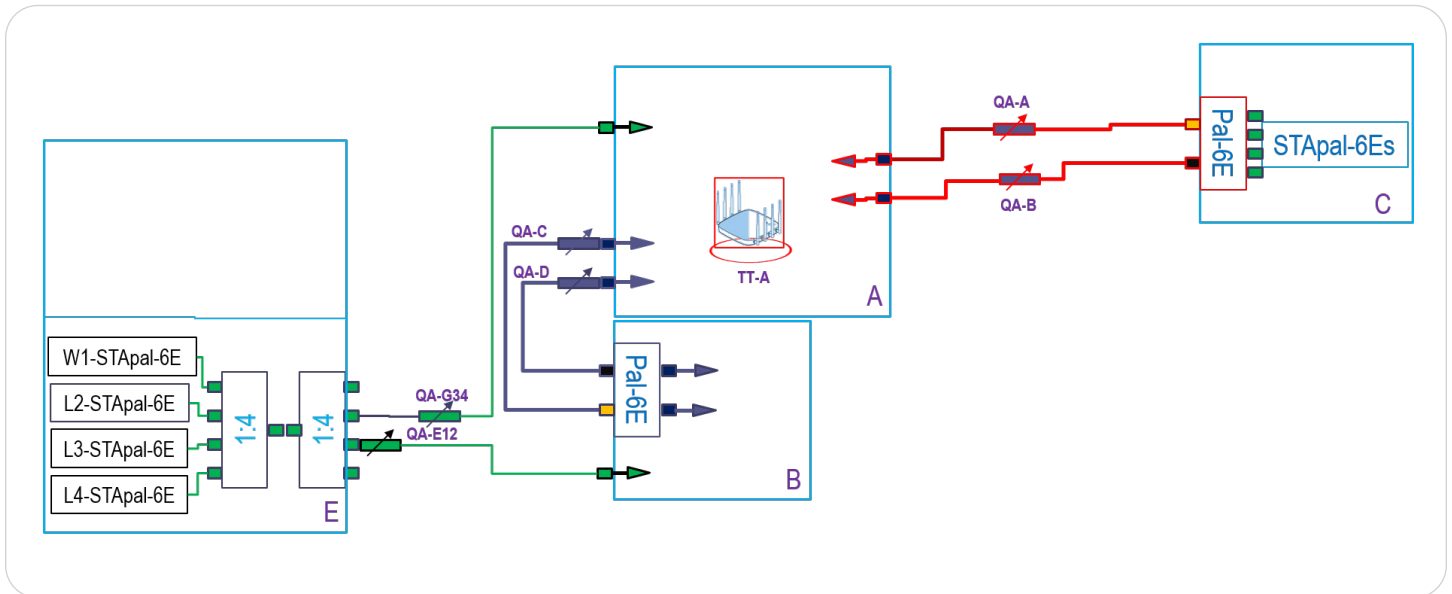 QA-A
Pal-6E
STApal-6Es
QA-B
C
QA-C
QA-D
TT-A
A
W1-STApal-6E
L2-STApal-6E
L3-STApal-6E
L4-STApal-6E
1:4
1:4
E
QA-G34
QA-E12
Pal-6E
B